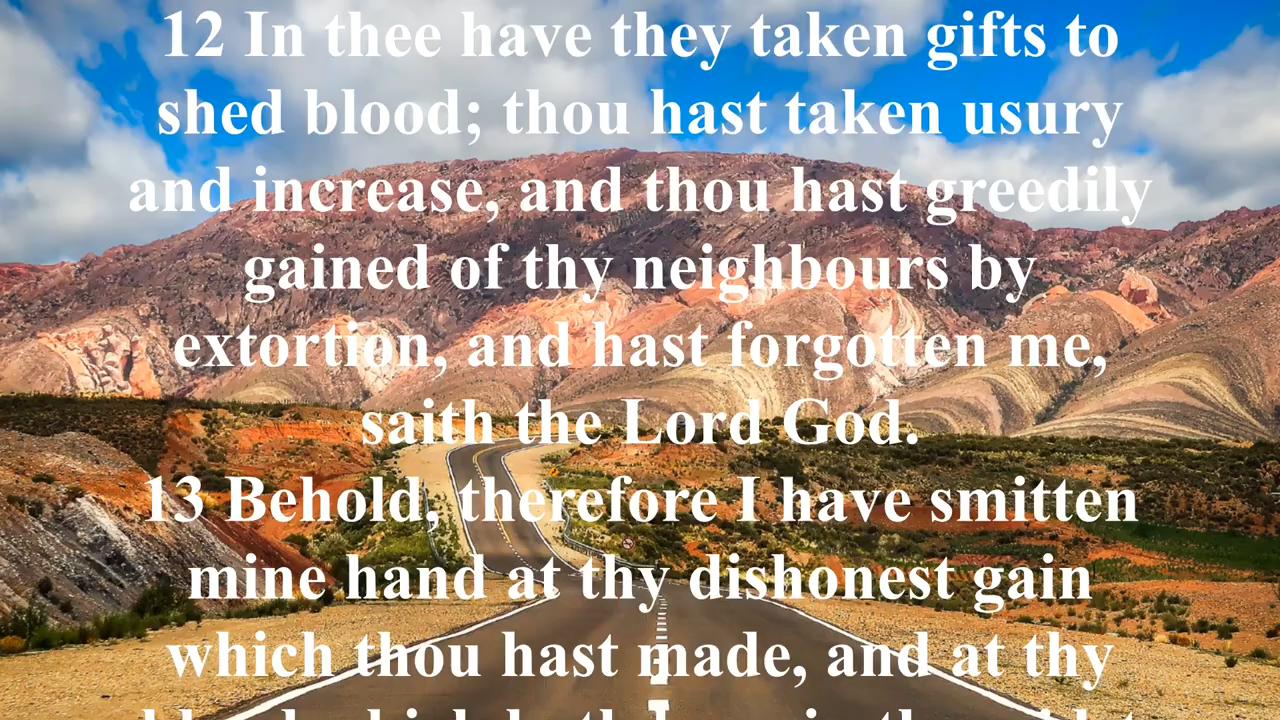 12 In thee have they taken gifts to
shed blood; thou hast taken usury
and increase, and thou hast greedily
gained of thy neighbours by
extortion, and hast forgotten me,
saith the Lord God.
13 Behold, therefore I have smitten
mine hand at thy dishonest gain
which thou hast made, and at thy